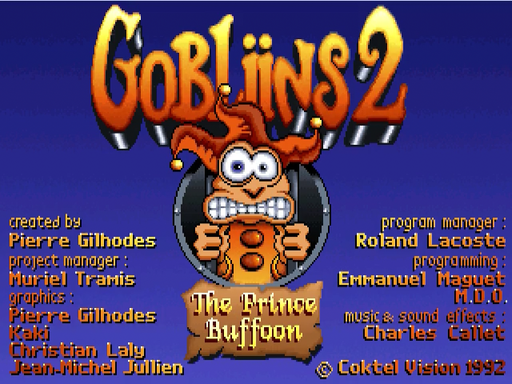 GOBLiiNS 2
created by
Pierre Gilhodes
project manager :
Muriel Tramis
graphics :
Pierre Gilhodes
Kaki
Christian Laly
Jean-Michel Jullien
The Prince
Buffoon
program manager :
Roland Lacoste
programming :
Emmanuel Maguet
M.D.O.
music & sound effects :
Charles Callet
© Coktel Vision 1992